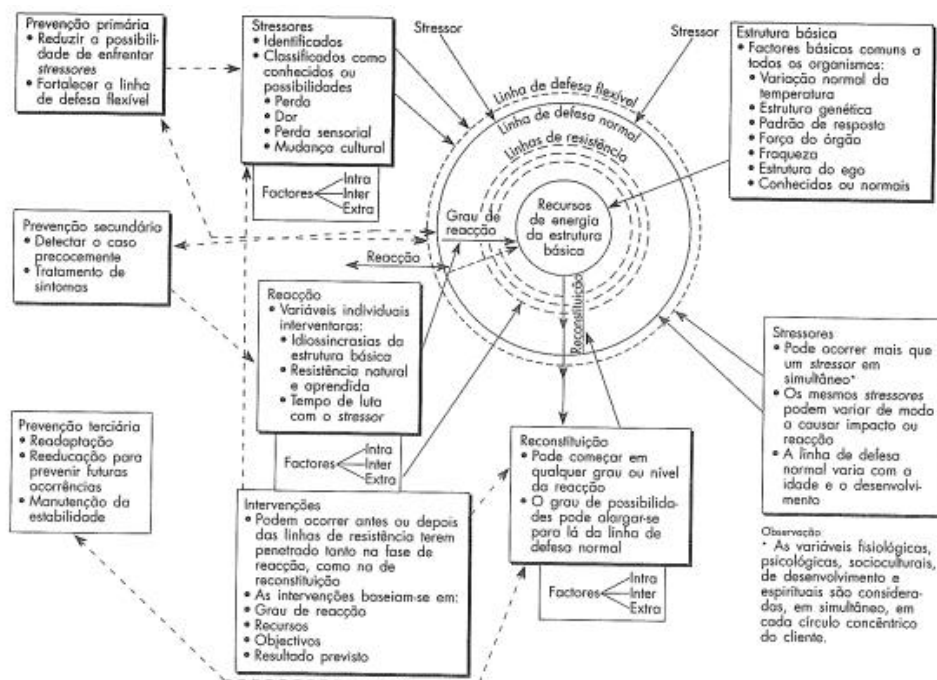 Prevenção primária
• Reduzir a possibili-
dade de enfrentar
stressores
• Fortalecer a linha
de defesa flexível
Stressores
• Identificados
• Classificados como
conhecidos ou
possibilidades
• Perda
• Dor
• Perda sensorial
• Mudança cultural
Factores
Intra
Inter
Extra
Stressor
Stressor
Linha de defesa flexível
Linha de defesa normal
Linhas de resistência
Recursos
de energia
da estrutura
básica
Grau de
reacção
Reacção
Reconstituição
Estrutura básica
• Factores básicos comuns a
todos os organismos:
• Variação normal da
temperatura
• Estrutura genética
• Padrão de resposta
• Força do órgão
• Fraqueza
• Estrutura do ego
• Conhecidos ou normais
Prevenção secundária
• Detectar o caso
precocemente
• Tratamento de
sintomas
Reacção
• Variáveis individuais
interventoras:
• Idiossincrasias da
estrutura básica
• Resistência natural
e aprendida
• Tempo de luta
com o stressor
Factores
Intra
Inter
Extra
Stressores
• Pode ocorrer mais que
um stressor em
simultâneo*
• Os mesmos stressores
podem variar de modo
a causar impacto ou
reacção
• A linha de defesa
normal varia com a
idade e o desenvolvi-
mento
Prevenção terciária
• Readaptação
• Reeducação para
prevenir futuras
ocorrências
• Manutenção da
estabilidade
Intervenções
• Podem ocorrer antes ou depois
das linhas de resistência terem
penetrado tanto na fase de
reacção, como na de
reconstituição
• As intervenções baseiam-se em:
• Grau de reacção
• Recursos
• Objectivos
• Resultado previsto
Reconstituição
• Pode começar em
qualquer grau ou nível
da reacção
• O grau de possibilida-
des pode alargar-se
para lá da linha de
defesa normal
Factores
Intra
Inter
Extra
Observação:
* As variáveis fisiológicas,
psicológicas, socioculturais,
de desenvolvimento e
espirituais são considera-
das, em simultâneo, em
cada círculo concêntrico
do cliente.